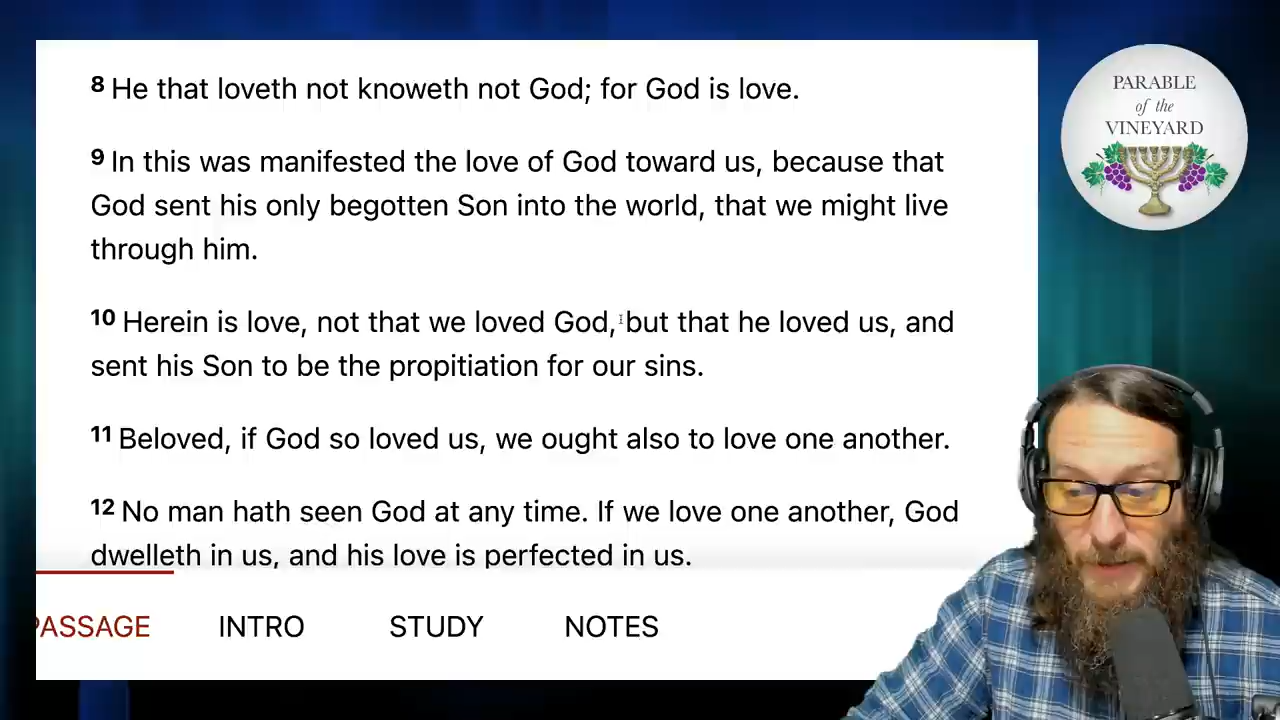 8 He that loveth not knoweth not God; for God is love.
9 In this was manifested the love of God toward us, because that
God sent his only begotten Son into the world, that we might live
through him.
10 Herein is love, not that we loved God, but that he loved us, and
sent his Son to be the propitiation for our sins.
11 Beloved, if God so loved us, we ought also to love one another.
12 No man hath seen God at any time. If we love one another, God
dwelleth in us, and his love is perfected in us.
PASSAGE INTRO STUDY NOTES
PARABLE
of the
VINEYARD